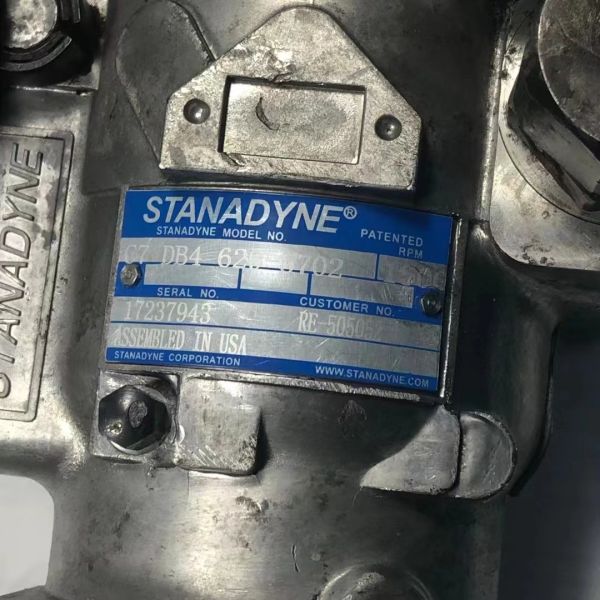 STANADYNE
STANADYNE®
STANADYNE MODEL NO.
PATENTED
RPM
DB4
SERIAL NO.
CUSTOMER NO.
17237943
ASSEMBLED IN USA
STANADYNE CORPORATION
WWW.STANADYNE.COM